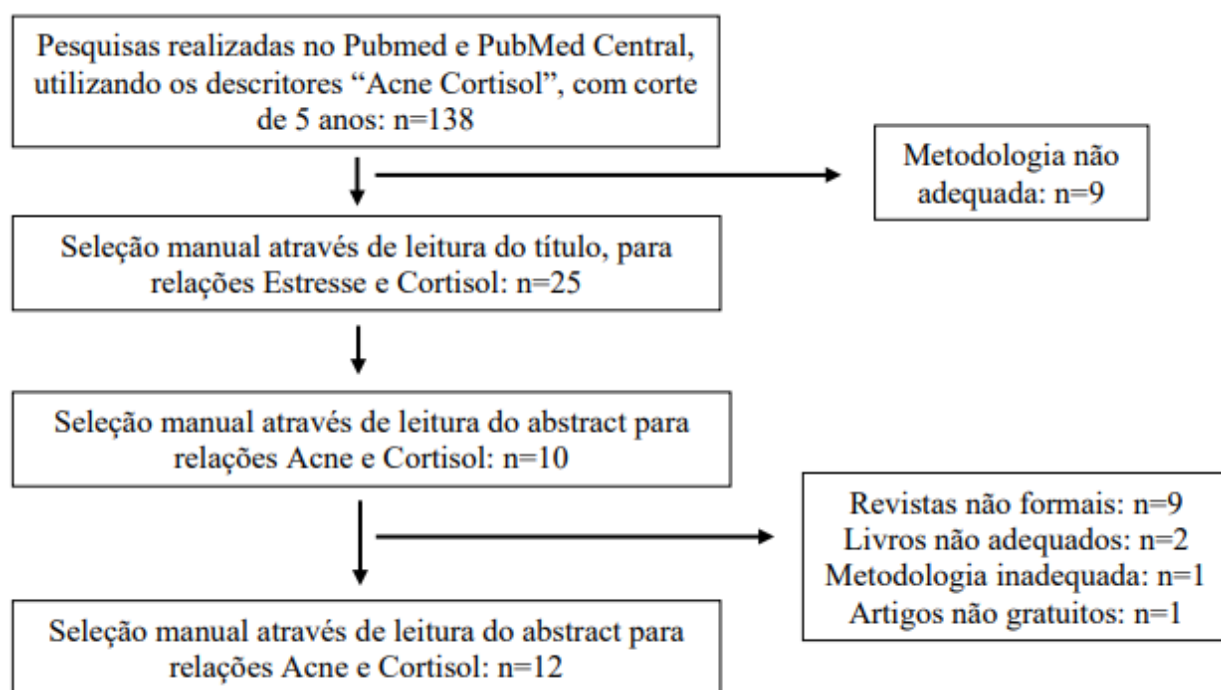 Pesquisas realizadas no Pubmed e PubMed Central,
utilizando os descritores “Acne Cortisol”, com corte
de 5 anos: n=138
Metodologia não
adequada: n=9
Seleção manual através de leitura do título, para
relações Estresse e Cortisol: n=25
Seleção manual através de leitura do abstract para
relações Acne e Cortisol: n=10
Revistas não formais: n=9
Livros não adequados: n=2
Metodologia inadequada: n=1
Artigos não gratuitos: n=1
Seleção manual através de leitura do abstract para
relações Acne e Cortisol: n=12